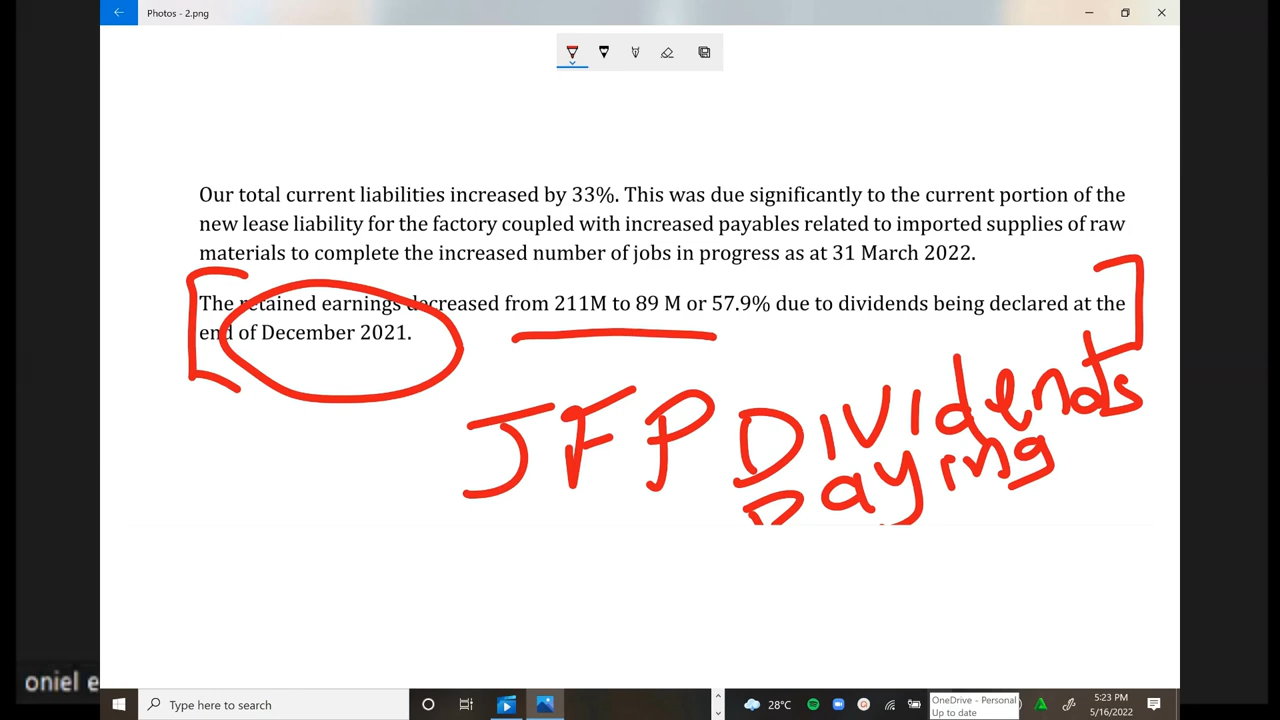 Photos - 2.png
Our total current liabilities increased by 33%. This was due significantly to the current portion of the
new lease liability for the factory coupled with increased payables related to imported supplies of raw
materials to complete the increased number of jobs in progress as at 31 March 2022.
The retained earnings decreased from 211M to 89 M or 57.9% due to dividends being declared at the
end of December 2021.
JFP Dividends
Paying
oniel e
Type here to search
28°C
OneDrive - Personal
Up to date
5:23 PM
5/16/2022